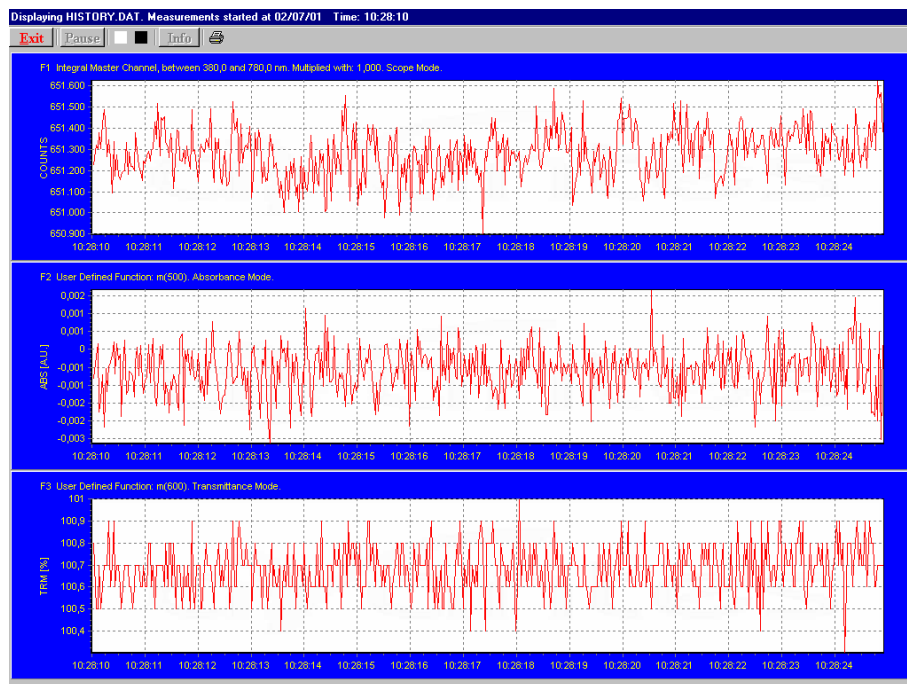 Displaying HISTORY.DAT. Measurements started at 02/07/01 Time: 10:28:10
Exit Pause Info
F1 Integral Master Channel, between 380,0 and 780,0 nm. Multiplied with: 1,000. Scope Mode.
COUNTS
651.600
651.500
651.400
651.300
651.200
651.100
651.000
650.900
10:28:10 10:28:11 10:28:12 10:28:13 10:28:14 10:28:15 10:28:16 10:28:17 10:28:18 10:28:19 10:28:20 10:28:21 10:28:22 10:28:23 10:28:24
F2 User Defined Function: m(500). Absorbance Mode.
ABS [A.U.]
0,002
0,001
0,001
0
-0,001
-0,001
-0,002
-0,002
-0,003
10:28:10 10:28:11 10:28:12 10:28:13 10:28:14 10:28:15 10:28:16 10:28:17 10:28:18 10:28:19 10:28:20 10:28:21 10:28:22 10:28:23 10:28:24
F3 User Defined Function: m(600). Transmittance Mode.
TRM [%]
101
100,9
100,8
100,7
100,6
100,5
100,4
10:28:10 10:28:11 10:28:12 10:28:13 10:28:14 10:28:15 10:28:16 10:28:17 10:28:18 10:28:19 10:28:20 10:28:21 10:28:22 10:28:23 10:28:24